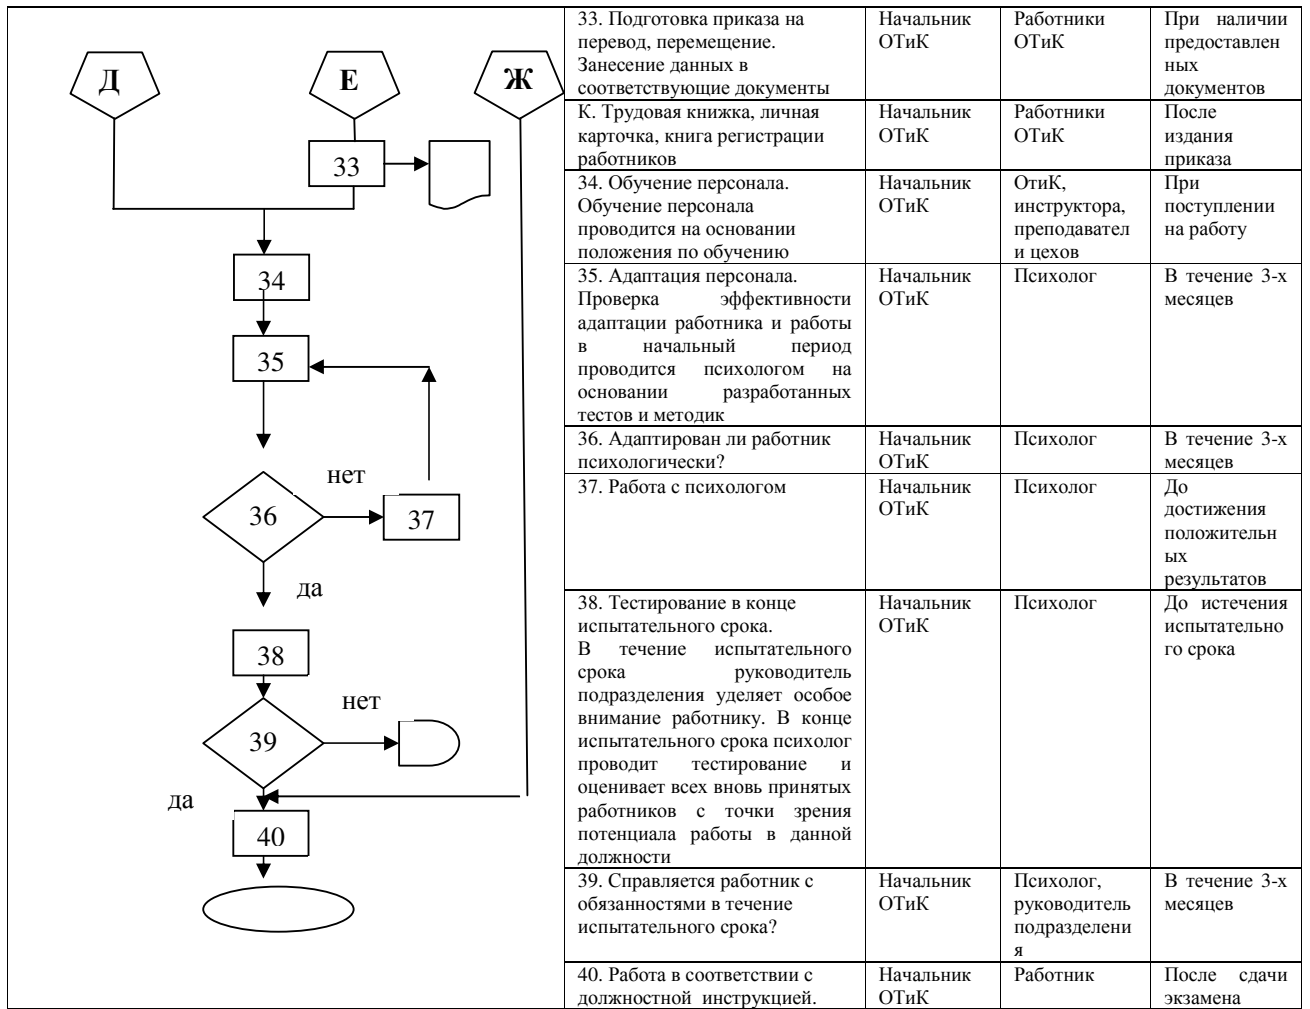 Д
Е
Ж
33
34
35
нет
36
37
да
38
нет
39
да
40
33. Подготовка приказа на
перевод, перемещение.
Занесение данных в
соответствующие документы
Начальник
ОТиК
Работники
ОТиК
При наличии
предоставлен
ных
документов
К. Трудовая книжка, личная
карточка, книга регистрации
работников
Начальник
ОТиК
Работники
ОТиК
После
издания
приказа
34. Обучение персонала.
Обучение персонала
проводится на основании
положения по обучению
Начальник
ОТиК
ОтиК,
инструктора,
преподавател
и цехов
При
поступлении
на работу
35. Адаптация персонала.
Проверка эффективности
адаптации работника и работы
в начальный период
проводится психологом на
основании разработанных
тестов и методик
Начальник
ОТиК
Психолог
В течение 3-х
месяцев
36. Адаптирован ли работник
психологически?
Начальник
ОТиК
Психолог
В течение 3-х
месяцев
37. Работа с психологом
Начальник
ОТиК
Психолог
До
достижения
положительн
ых
результатов
38. Тестирование в конце
испытательного срока.
В течение испытательного
срока руководитель
подразделения уделяет особое
внимание работнику. В конце
испытательного срока психолог
проводит тестирование и
оценивает всех вновь принятых
работников с точки зрения
потенциала работы в данной
должности
Начальник
ОТиК
Психолог
До истечения
испытательно
го срока
39. Справляется работник с
обязанностями в течение
испытательного срока?
Начальник
ОТиК
Психолог,
руководитель
подразделени
я
В течение 3-х
месяцев
40. Работа в соответствии с
должностной инструкцией.
Начальник
ОТиК
Работник
После сдачи
экзамена